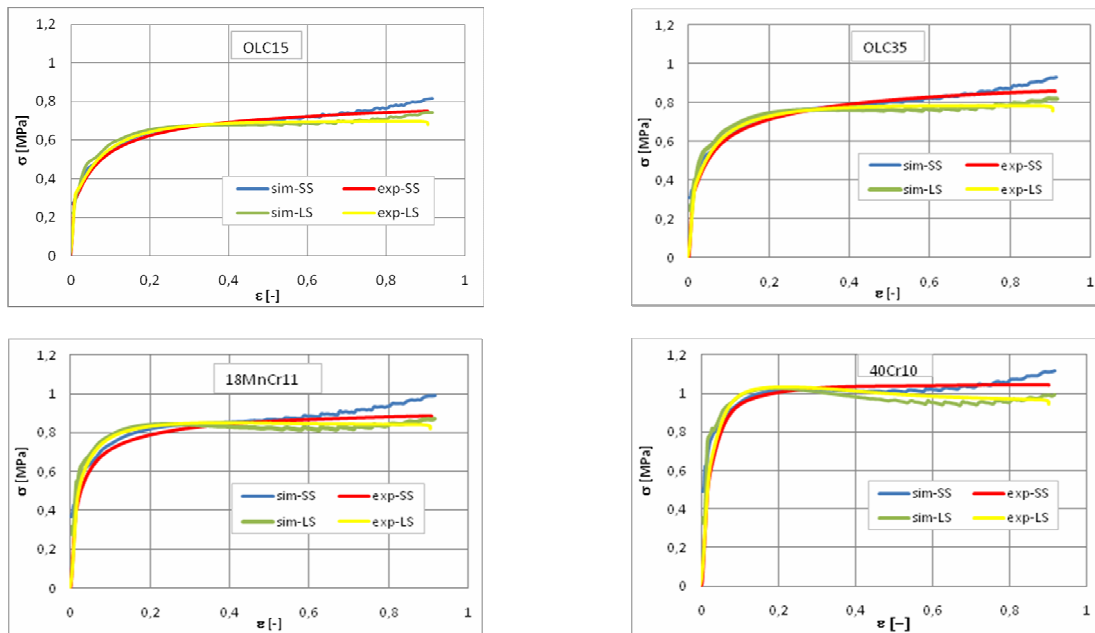 OLC15
1,2
1
0,8
0,6
0,4
0,2
0
σ [MPa]
sim-SS exp-SS
sim-LS exp-LS
0 0,2 0,4 0,6 0,8 1
ε [-]
OLC35
1,2
1
0,8
0,6
0,4
0,2
0
σ [MPa]
sim-SS exp-SS
sim-LS exp-LS
0 0,2 0,4 0,6 0,8 1
ε [-]
18MnCr11
1,2
1
0,8
0,6
0,4
0,2
0
σ [MPa]
sim-SS exp-SS
sim-LS exp-LS
0 0,2 0,4 0,6 0,8 1
ε [-]
40Cr10
1,2
1
0,8
0,6
0,4
0,2
0
σ [MPa]
sim-SS exp-SS
sim-LS exp-LS
0 0,2 0,4 0,6 0,8 1
ε [–]